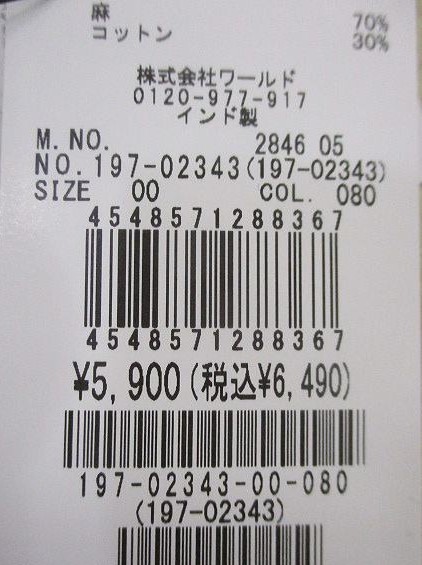 麻 70%
コットン 30%
株式会社ワールド
0120-977-917
インド製
M.NO. 2846 05
NO.197-02343(197-02343)
SIZE 00 COL. 080
4548571288367
4548571288367
¥5,900(税込¥6,490)
197-02343-00-080
(197-02343)